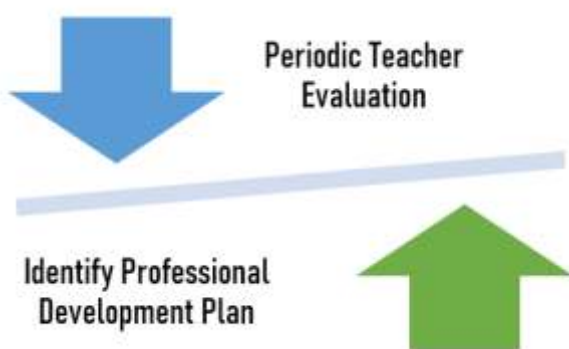 Periodic Teacher
Evaluation
Identify Professional
Development Plan